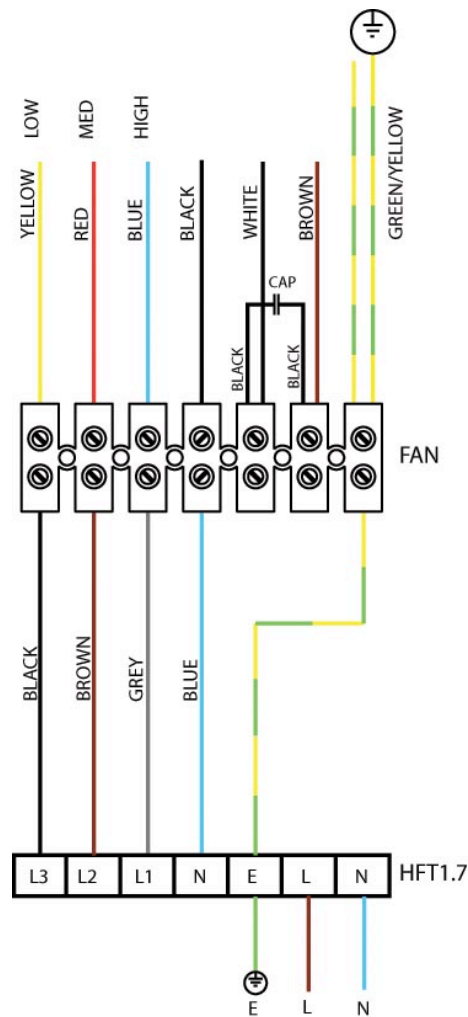 LOW
MED
HIGH
YELLOW
RED
BLUE
BLACK
WHITE
BROWN
GREEN/YELLOW
CAP
BLACK
BLACK
FAN
BLACK
BROWN
GREY
BLUE
L3 L2 L1 N E L N HFT1.7
E L N